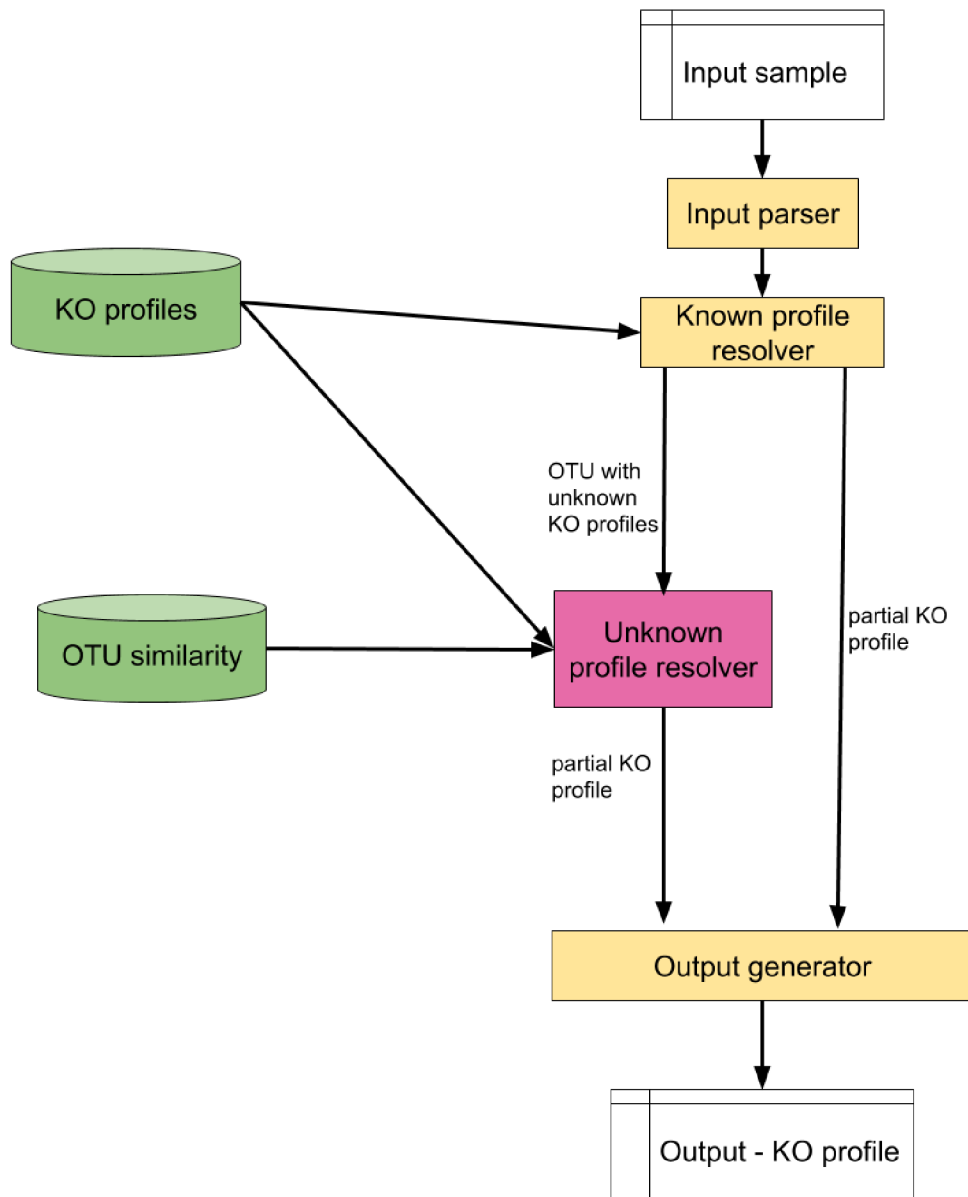 Input sample
Input parser
KO profiles
Known profile
resolver
OTU with
unknown
KO profiles
Unknown
profile resolver
partial KO
profile
OTU similarity
partial KO
profile
Output generator
Output - KO profile